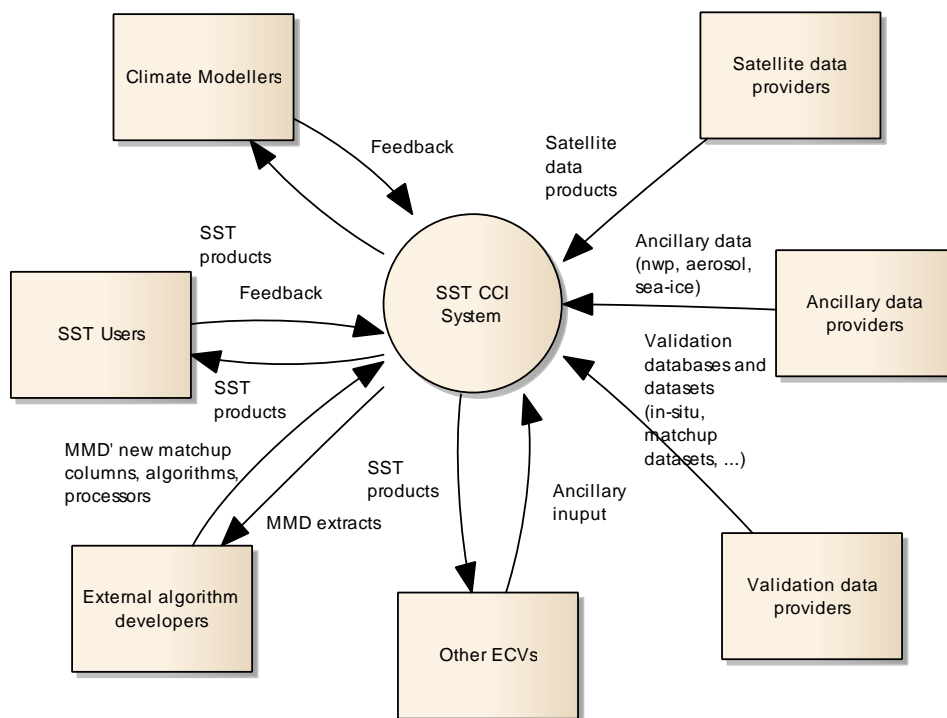 Climate Modellers
Satellite data
providers
Feedback
Satellite
data
products
SST
products
Ancillary data
(nwp, aerosol,
sea-ice)
SST CCI
System
Feedback
SST Users
Ancillary data
providers
Validation
databases and
datasets
(in-situ,
matchup
datasets, ...)
SST
products
MMD' new matchup
columns, algorithms,
processors
SST
products
Ancillary
inuput
MMD extracts
External algorithm
developers
Other ECVs
Validation data
providers